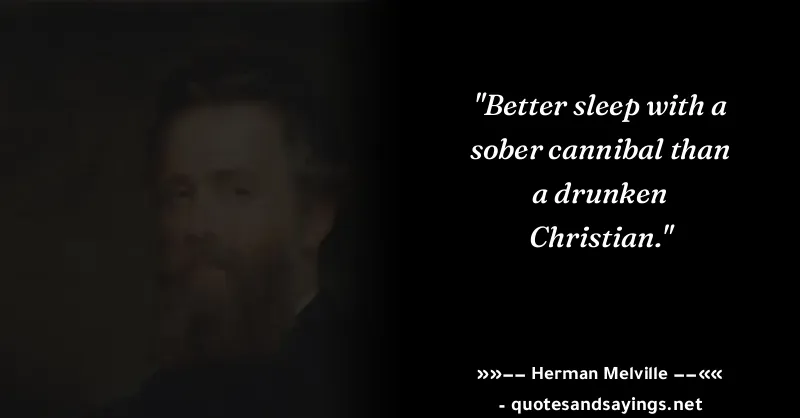 "Better sleep with a
sober cannibal than
a drunken
Christian."
»»−− Herman Melville −−««
- quotesandsayings.net